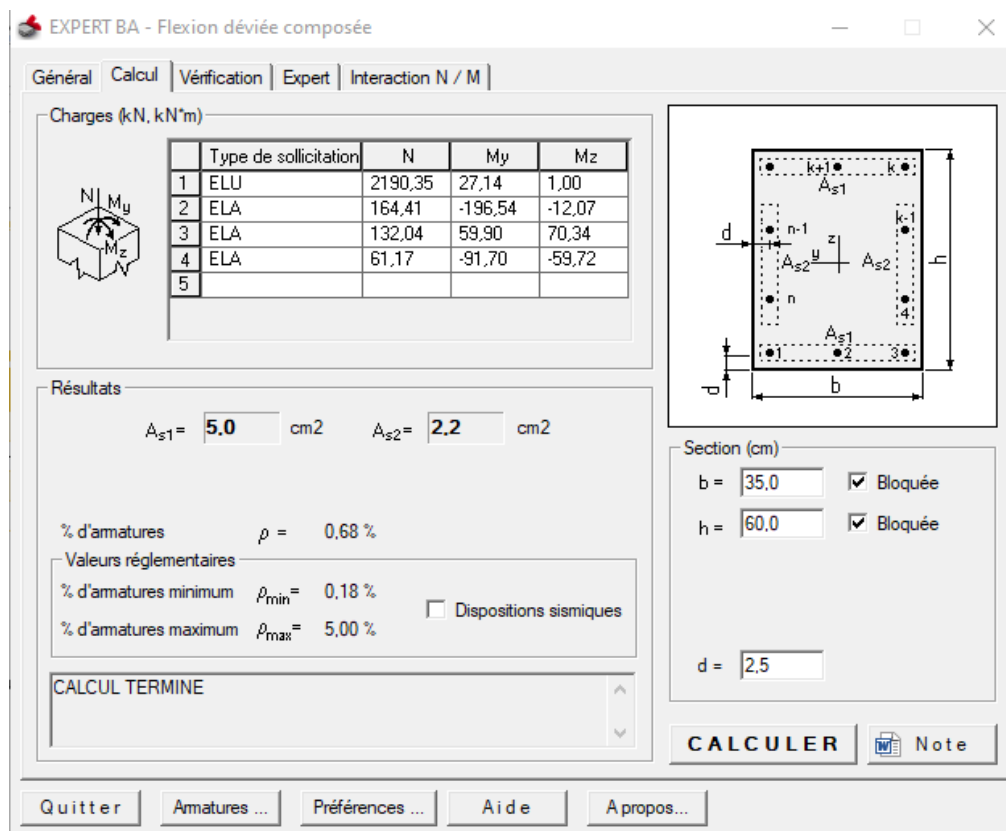 EXPERT BA - Flexion déviée composée
Général Calcul Vérification Expert Interaction N / M
Charges (kN, kN*m)
Type de sollicitation N My Mz
1 ELU 2190,35 27,14 1,00
2 ELA 164,41 -196,54 -12,07
3 ELA 132,04 59,90 70,34
4 ELA 61,17 -91,70 -59,72
5
N My
Mz
k+1 k
As1
k-1
d n-1
z
As2 y As2 h
n 4
As1
1 2 3
d b
Résultats
As1= 5,0 cm2 As2= 2,2 cm2
% d'armatures ρ = 0,68 %
Valeurs réglementaires
% d'armatures minimum ρmin= 0,18 %
Dispositions sismiques
% d'armatures maximum ρmax= 5,00 %
CALCUL TERMINE
Section (cm)
b = 35,0 Bloquée
h = 60,0 Bloquée
d = 2,5
CALCULER Note
Quitter Armatures ... Préférences ... Aide A propos...